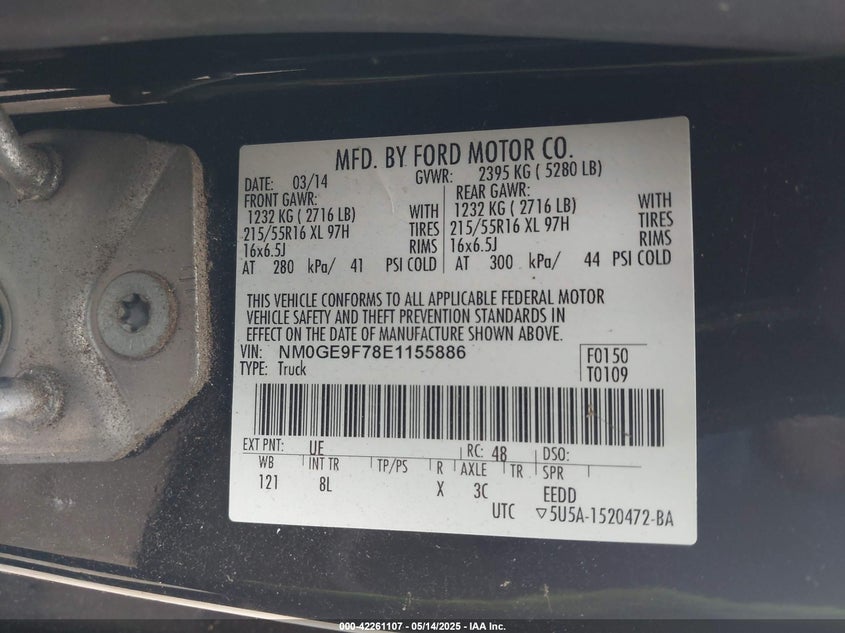 MFD. BY FORD MOTOR CO.
DATE: 03/14 GVWR: 2395 KG ( 5280 LB)
FRONT GAWR: REAR GAWR:
1232 KG ( 2716 LB) WITH 1232 KG ( 2716 LB) WITH
215/55R16 XL 97H TIRES 215/55R16 XL 97H TIRES
16x6.5J RIMS 16x6.5J RIMS
AT 280 kPa/ 41 PSI COLD AT 300 kPa/ 44 PSI COLD
THIS VEHICLE CONFORMS TO ALL APPLICABLE FEDERAL MOTOR
VEHICLE SAFETY AND THEFT PREVENTION STANDARDS IN
EFFECT ON THE DATE OF MANUFACTURE SHOWN ABOVE.
VIN: NM0GE9F78E1155886 F0150
TYPE: Truck T0109
EXT PNT: UE RC: 48 DSO:
WB INT TR TP/PS R AXLE TR SPR
121 8L X 3C EEDD
UTC ▽5U5A-1520472-BA
000-42261107 - 05/14/2025 - IAA Inc.